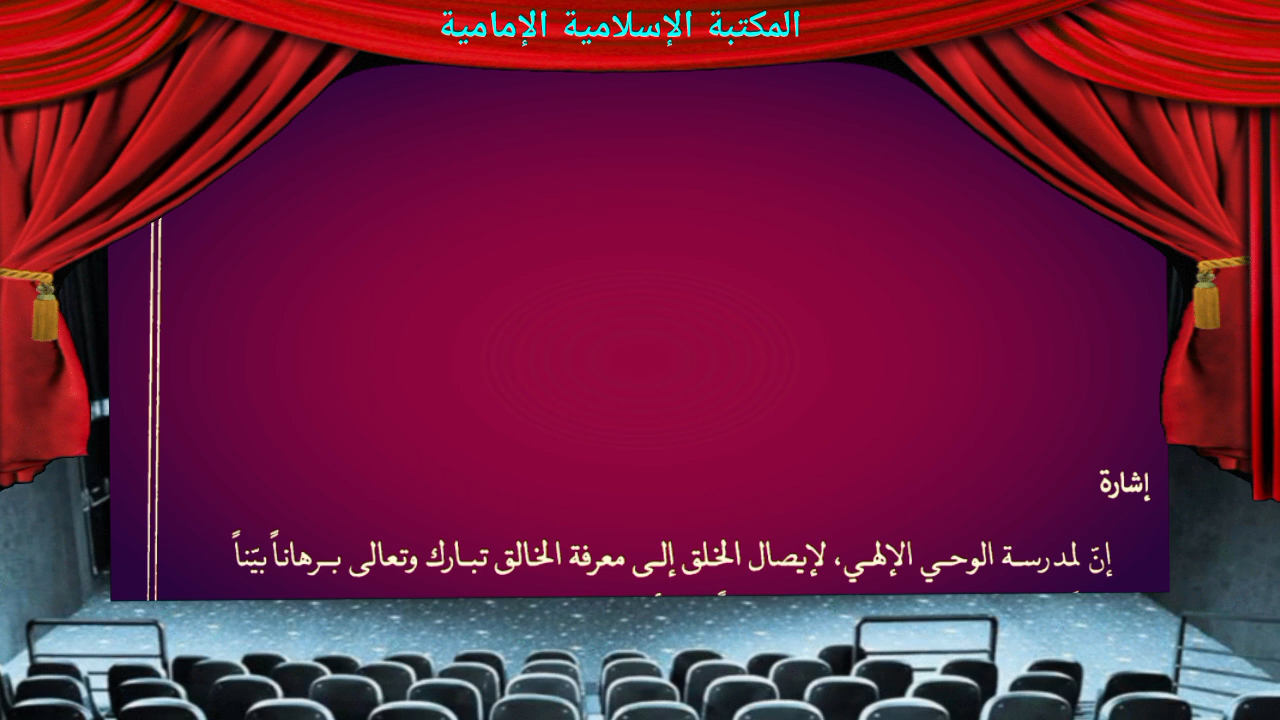 المكتبة الإسلامية الإمامية
إشارة
إنّ لمدرسة الوحي الإلهي، لإيصال الخلق إلى معرفة الخالق تبارك وتعالى برهاناً بيّناً